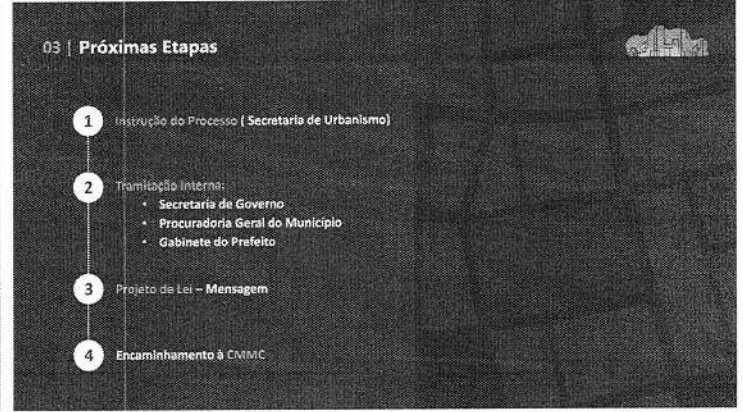 03 | Próximas Etapas
1 Instrução do Processo ( Secretaria de Urbanismo)
2 Tramitação Interna:
• Secretaria de Governo
• Procuradoria Geral do Município
• Gabinete do Prefeito
3 Projeto de Lei – Mensagem
4 Encaminhamento à CMMC